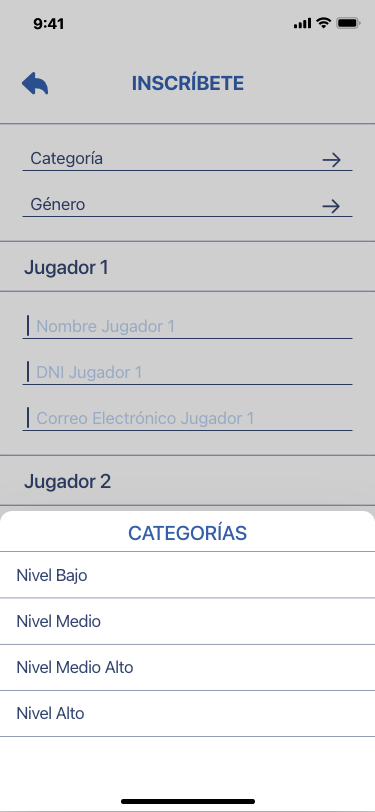 9:41
INSCRÍBETE
Categoría
Género
Jugador 1
Nombre Jugador 1
DNI Jugador 1
Correo Electrónico Jugador 1
Jugador 2
CATEGORÍAS
Nivel Bajo
Nivel Medio
Nivel Medio Alto
Nivel Alto